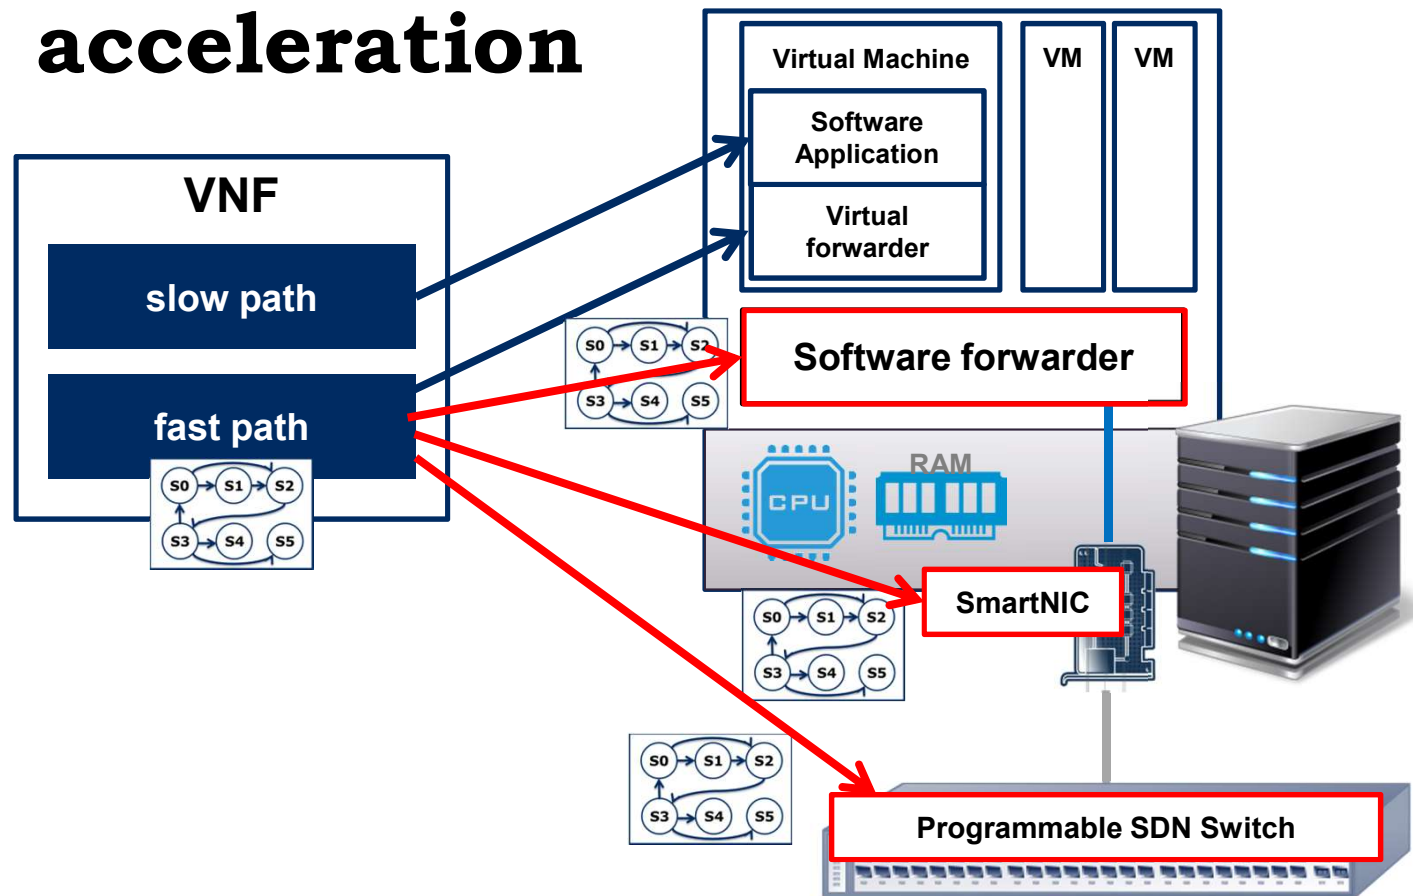 acceleration
VNF
slow path
fast path
S0 S1 S2
S3 S4 S5
Virtual Machine
Software
Application
Virtual
forwarder
VM
VM
S0 S1 S2
S3 S4 S5
Software forwarder
CPU
RAM
SmartNIC
S0 S1 S2
S3 S4 S5
S0 S1 S2
S3 S4 S5
Programmable SDN Switch